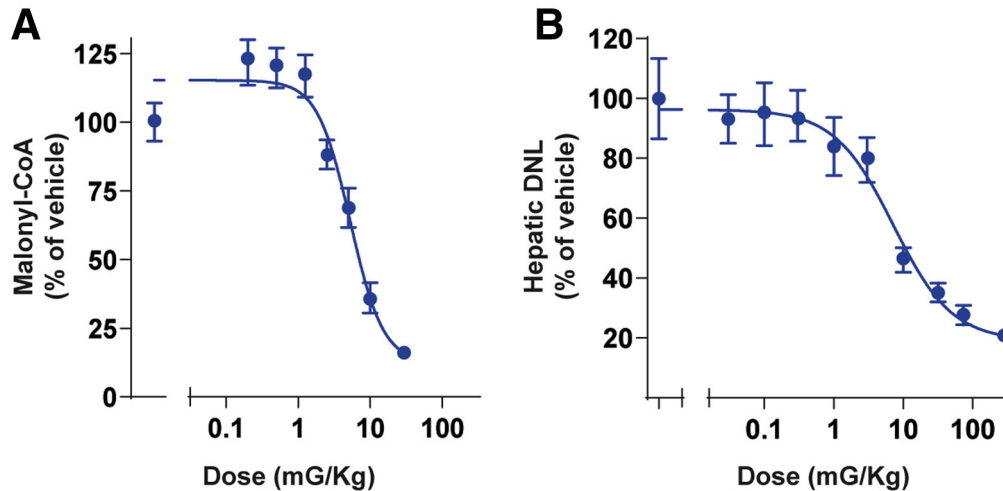 A
Malonyl-CoA
(% of vehicle)
125
100
75
50
25
0
0.1 1 10 100
Dose (mG/Kg)
B
Hepatic DNL
(% of vehicle)
120
100
80
60
40
20
0.1 1 10 100
Dose (mG/Kg)